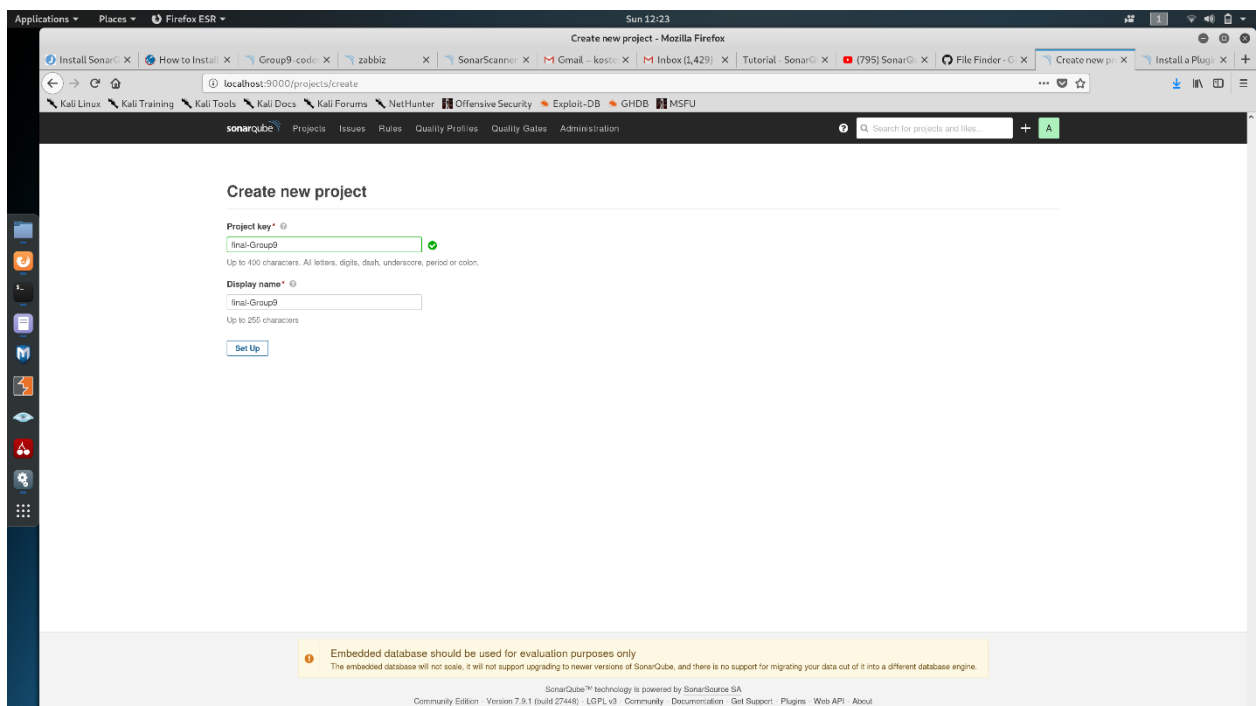 Applications Places Firefox ESR Sun 12:23 1
Create new project - Mozilla Firefox
Install Sonar How to Install Group9-code zabbiz SonarScanner Gmail – koste Inbox (1,429) Tutorial - Sonar (795) Sonar File Finder - G Create new pr Install a Plugi
localhost:9000/projects/create
Kali Linux Kali Training Kali Tools Kali Docs Kali Forums NetHunter Offensive Security Exploit-DB GHDB MSFU
sonarqube Projects Issues Rules Quality Profiles Quality Gates Administration Search for projects and files... + A
Create new project
Project key*
final-Group9
Up to 400 characters. All letters, digits, dash, underscore, period or colon.
Display name*
final-Group9
Up to 255 characters
Set Up
Embedded database should be used for evaluation purposes only
The embedded database will not scale, it will not support upgrading to newer versions of SonarQube, and there is no support for migrating your data out of it into a different database engine.
SonarQube™ technology is powered by SonarSource SA
Community Edition - Version 7.9.1 (build 27448) - LGPL v3 - Community - Documentation - Get Support - Plugins - Web API - About